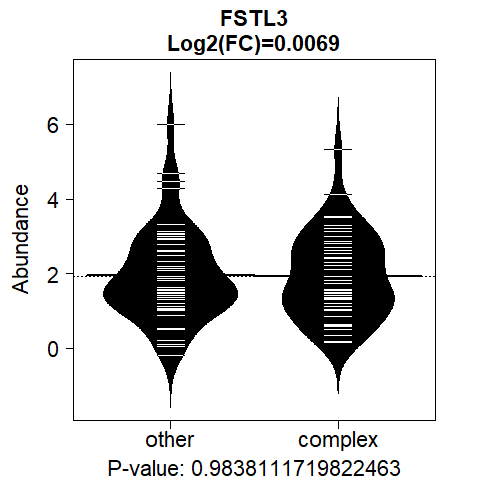 FSTL3
Log2(FC)=0.0069
Abundance
6
4
2
0
other
complex
P-value: 0.9838111719822463